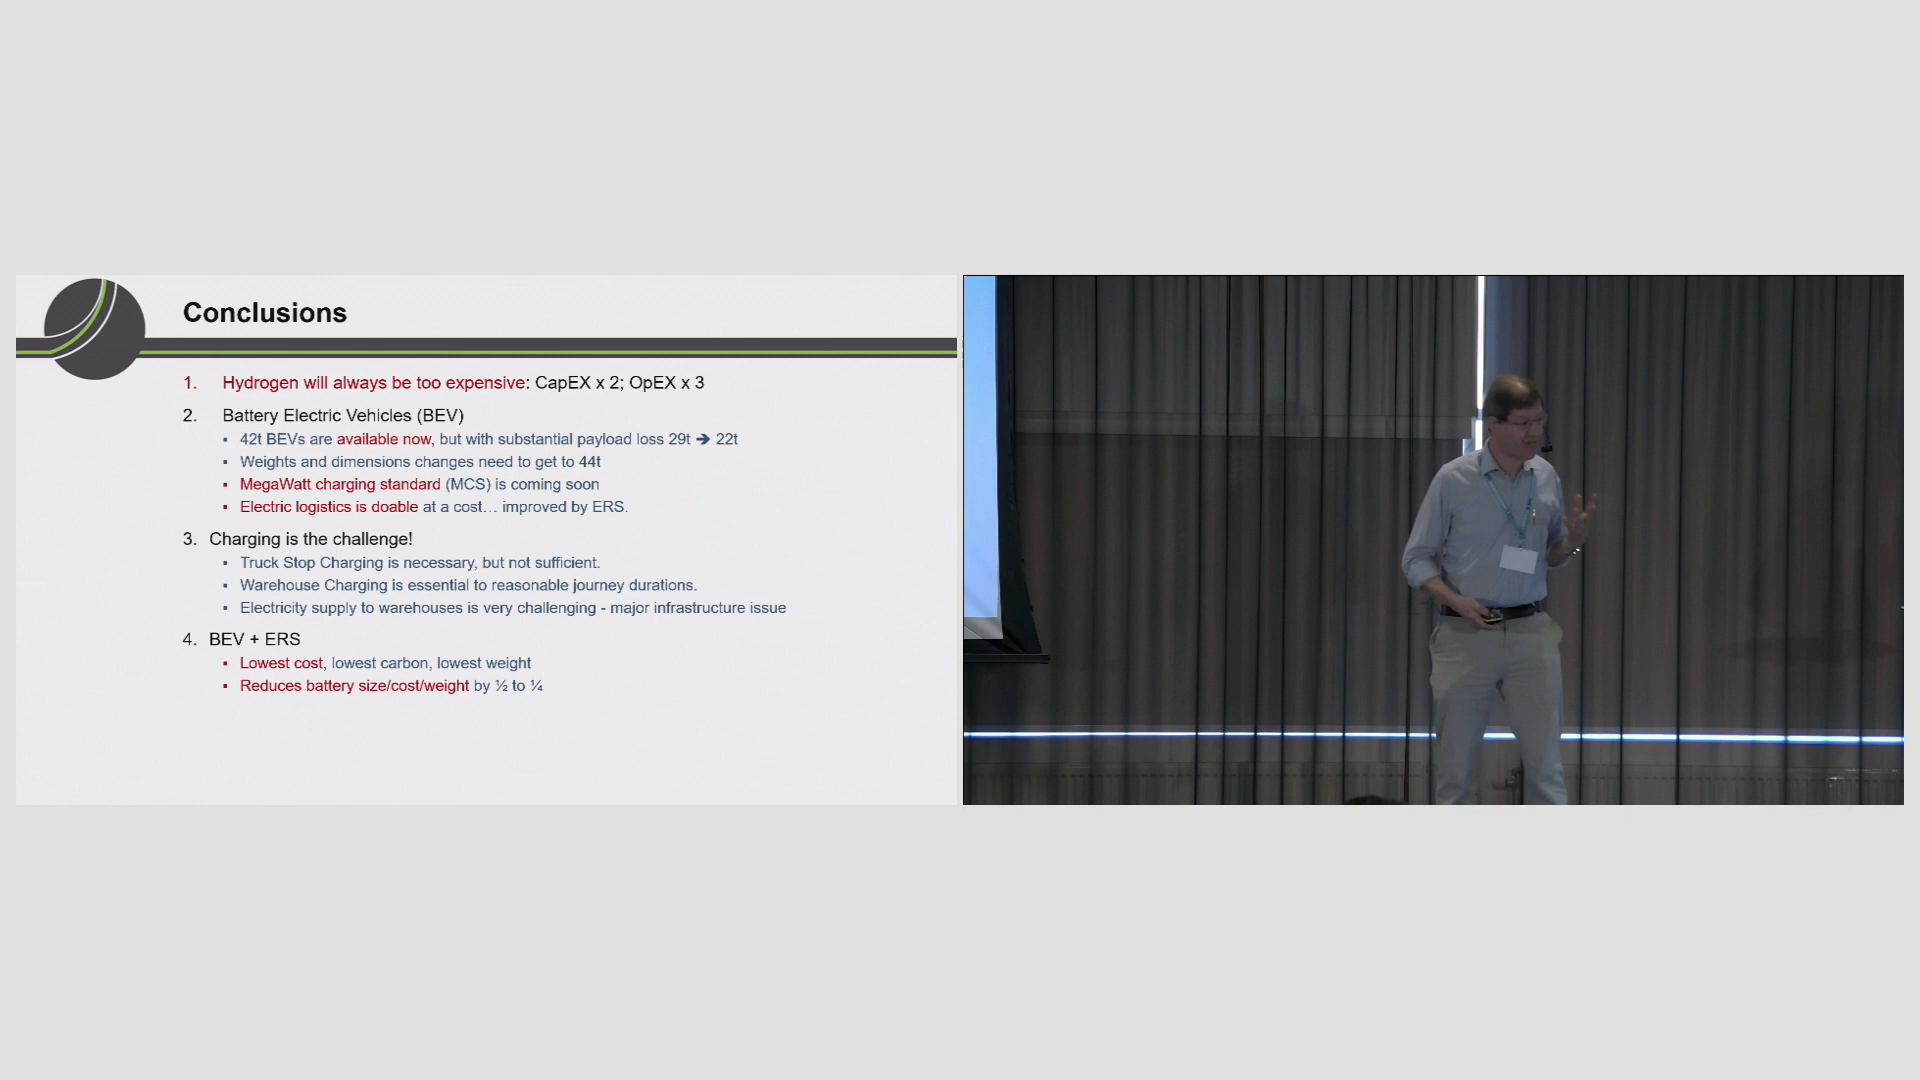 Conclusions
1. Hydrogen will always be too expensive: CapEX x 2; OpEX x 3
2. Battery Electric Vehicles (BEV)
▪ 42t BEVs are available now, but with substantial payload loss 29t ➔ 22t
▪ Weights and dimensions changes need to get to 44t
▪ MegaWatt charging standard (MCS) is coming soon
▪ Electric logistics is doable at a cost… improved by ERS.
3. Charging is the challenge!
▪ Truck Stop Charging is necessary, but not sufficient.
▪ Warehouse Charging is essential to reasonable journey durations.
▪ Electricity supply to warehouses is very challenging - major infrastructure issue
4. BEV + ERS
▪ Lowest cost, lowest carbon, lowest weight
▪ Reduces battery size/cost/weight by ½ to ¼